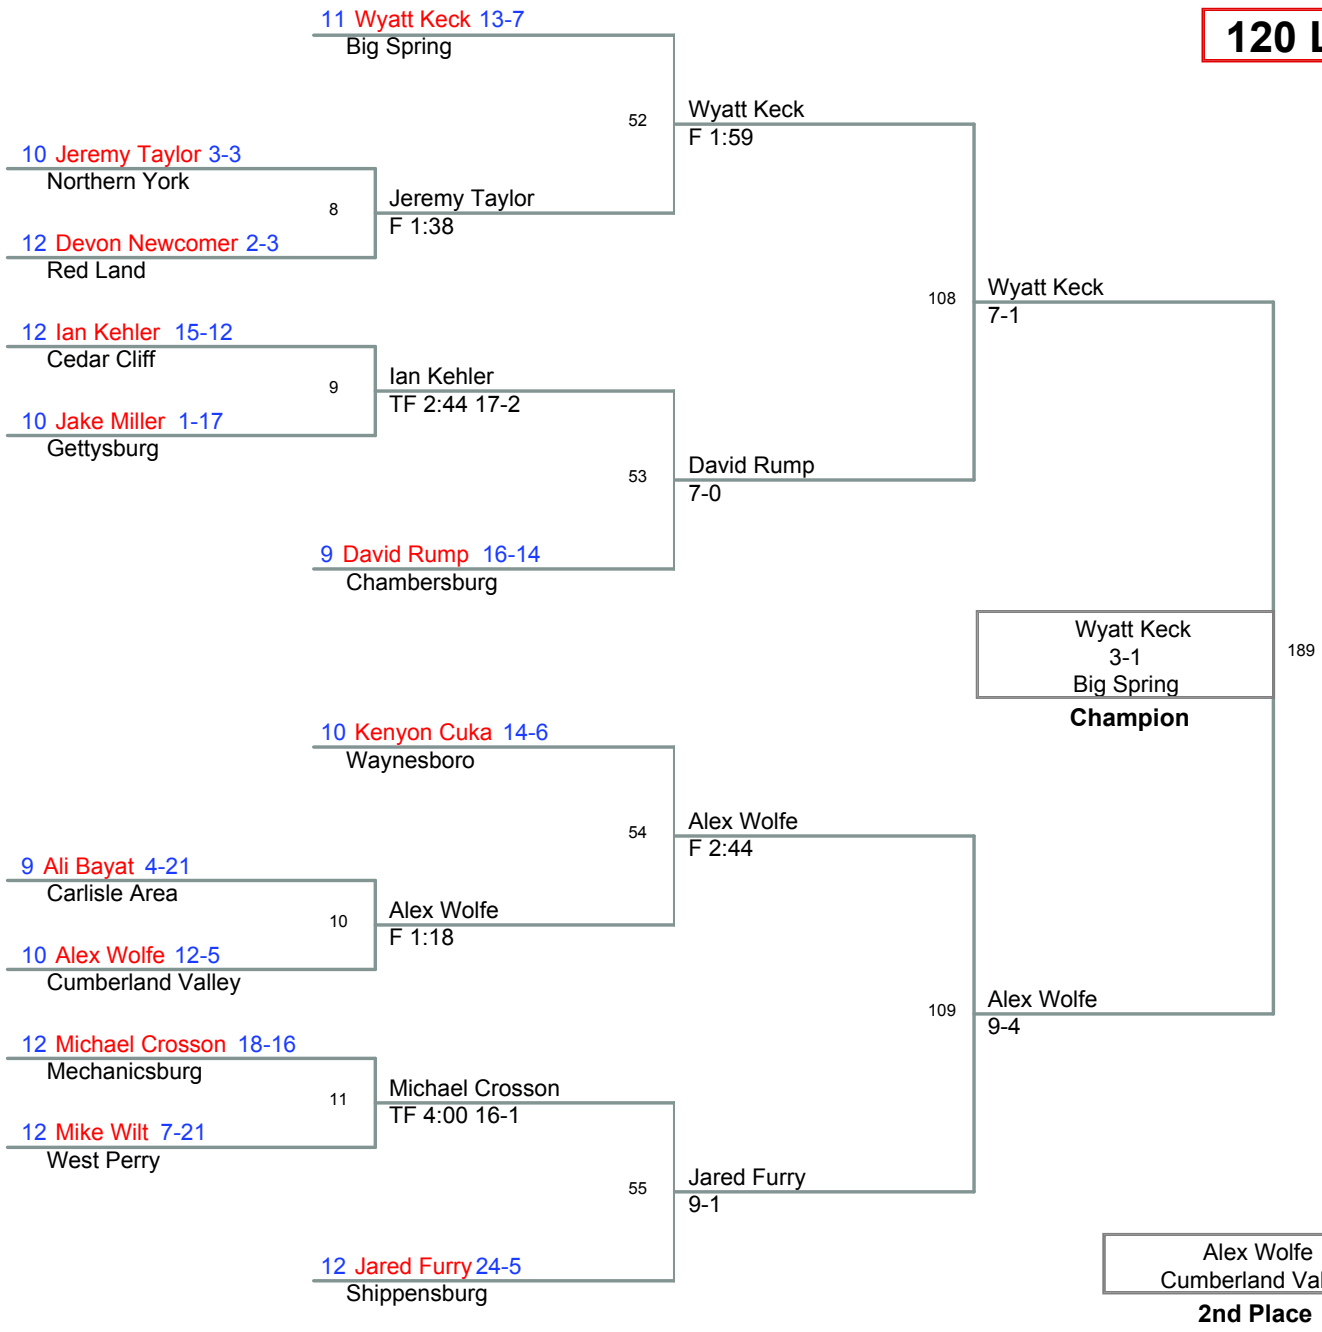 11 Wyatt Keck 13-7
Big Spring
120 L
52
Wyatt Keck
F 1:59
10 Jeremy Taylor 3-3
Northern York
8
Jeremy Taylor
F 1:38
12 Devon Newcomer 2-3
Red Land
108
Wyatt Keck
7-1
12 Ian Kehler 15-12
Cedar Cliff
9
Ian Kehler
TF 2:44 17-2
10 Jake Miller 1-17
Gettysburg
53
David Rump
7-0
9 David Rump 16-14
Chambersburg
Wyatt Keck
3-1
Big Spring
189
Champion
10 Kenyon Cuka 14-6
Waynesboro
54
Alex Wolfe
F 2:44
9 Ali Bayat 4-21
Carlisle Area
10
Alex Wolfe
F 1:18
10 Alex Wolfe 12-5
Cumberland Valley
109
Alex Wolfe
9-4
12 Michael Crosson 18-16
Mechanicsburg
11
Michael Crosson
TF 4:00 16-1
12 Mike Wilt 7-21
West Perry
55
Jared Furry
9-1
12 Jared Furry 24-5
Shippensburg
Alex Wolfe
Cumberland Val
2nd Place